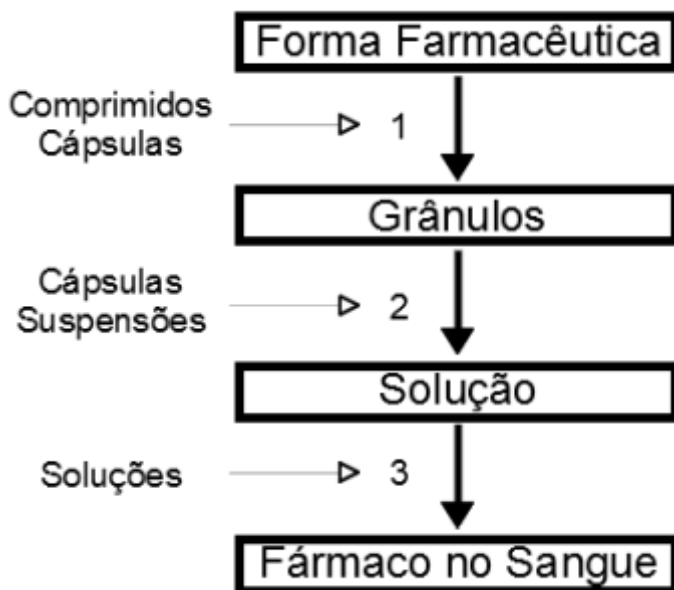 Forma Farmacêutica
Comprimidos
Cápsulas
1
Grânulos
Cápsulas
Suspensões
2
Solução
Soluções
3
Fármaco no Sangue